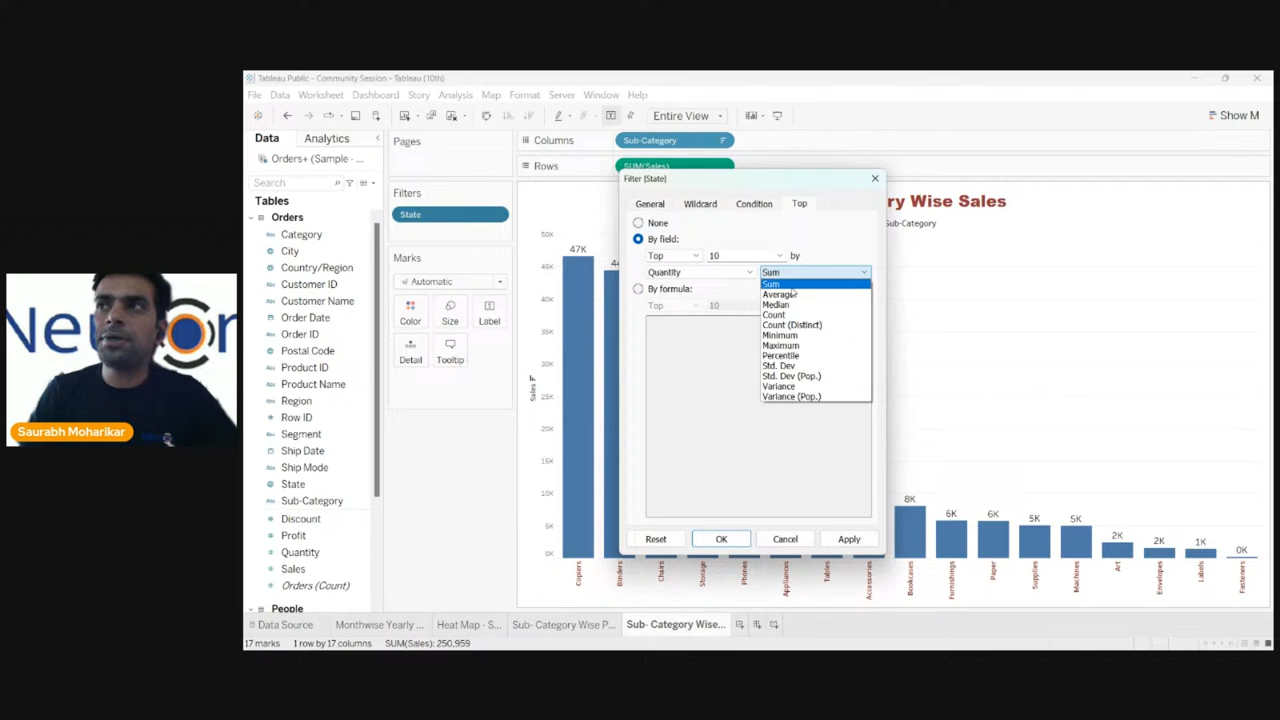 Tableau Public - Community Session - Tableau (10th)
File Data Worksheet Dashboard Story Analysis Map Format Server Window Help
Entire View
Show M
Data Analytics
Pages
Columns
Sub-Category
Orders+ (Sample - ...
Rows
SUM(Sales)
Search
Filters
Filter [State]
Tables
State
General Wildcard Condition Top
Category Wise Sales
Orders
None
Sub-Category
Category
By field:
City
Marks
Top 10 by
Country/Region
Quantity Sum
Customer ID
Automatic
Sum
Customer Name
Average
Order Date
Color Size Label
By formula:
Top 10
Median
Order ID
Count
Postal Code
Count (Distinct)
Product ID
Detail Tooltip
Minimum
Product Name
Maximum
Region
Percentile
Row ID
Std. Dev
Segment
Std. Dev (Pop.)
Ship Date
Variance
Ship Mode
Variance (Pop.)
State
Sub-Category
Discount
Profit
Quantity
Sales
Orders (Count)
People
Reset OK Cancel Apply
Sales
50K
45K
40K
35K
30K
25K
20K
15K
10K
5K
0K
47K
8K 6K 6K 5K 5K 2K 2K 1K 0K
Copiers Binders Chairs Storage Phones Appliances Tables Accessories Bookcases Furnishings Paper Supplies Machines Art Envelopes Labels Fasteners
Data Source Monthwise Yearly ... Heat Map - S... Sub- Category Wise P... Sub- Category Wise...
17 marks 1 row by 17 columns SUM(Sales): 250,959
Saurabh Moharikar